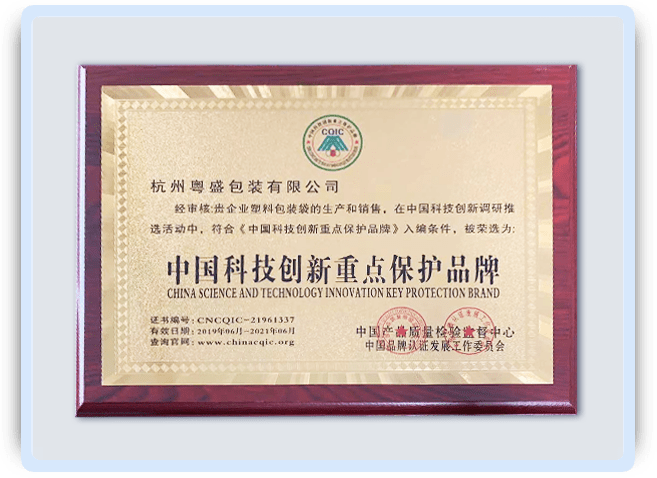 CQIC
杭州粤盛包装有限公司
经审核:贵企业塑料包装袋的生产和销售，在中国科技创新调研推
选活动中，符合《中国科技创新重点保护品牌》入编条件，被荣选为:
中国科技创新重点保护品牌
CHINA SCIENCE AND TECHNOLOGY INNOVATION KEY PROTECTION BRAND
证书编号: CNCQIC-21961337
有效日期: 2019年06月-2021年06月
查询官网: www.chinacqic.org
中国产品质量检验监督中心
中国品牌认证发展工作委员会